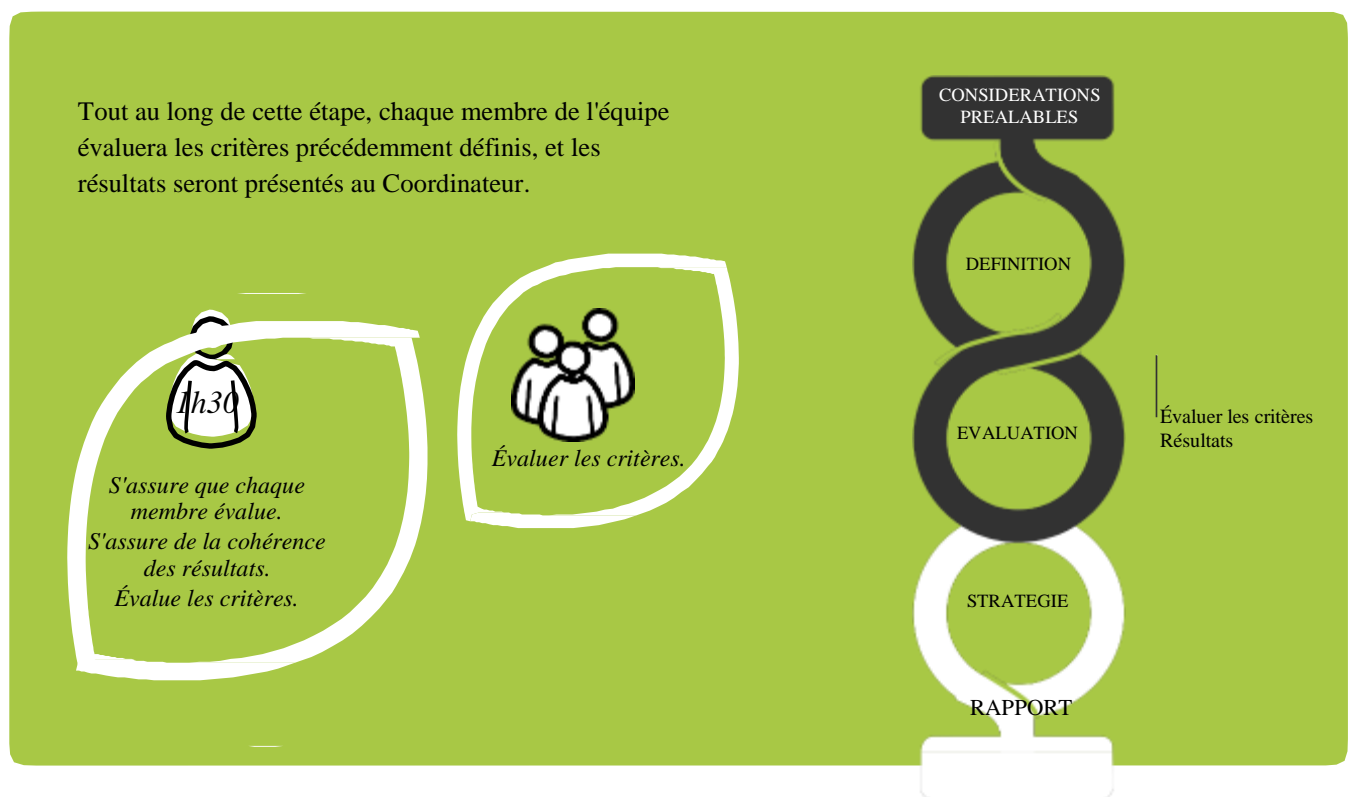 Tout au long de cette étape, chaque membre de l'équipe
évaluera les critères précédemment définis, et les
résultats seront présentés au Coordinateur.
1h30
S'assure que chaque
membre évalue.
S'assure de la cohérence
des résultats.
Évalue les critères.
Évaluer les critères.
CONSIDERATIONS
PREALABLES
DEFINITION
EVALUATION
Évaluer les critères
Résultats
STRATEGIE
RAPPORT